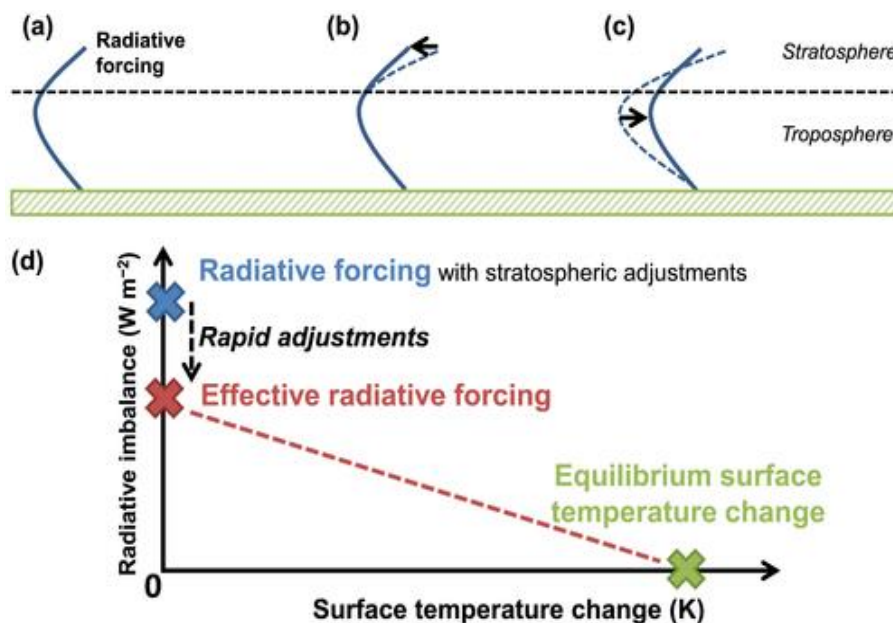 (a)
Radiative
forcing
(b)
(c)
Stratosphere
Troposphere
(d)
Radiative imbalance (W m⁻²)
Radiative forcing with stratospheric adjustments
Rapid adjustments
Effective radiative forcing
Equilibrium surface
temperature change
0
Surface temperature change (K)